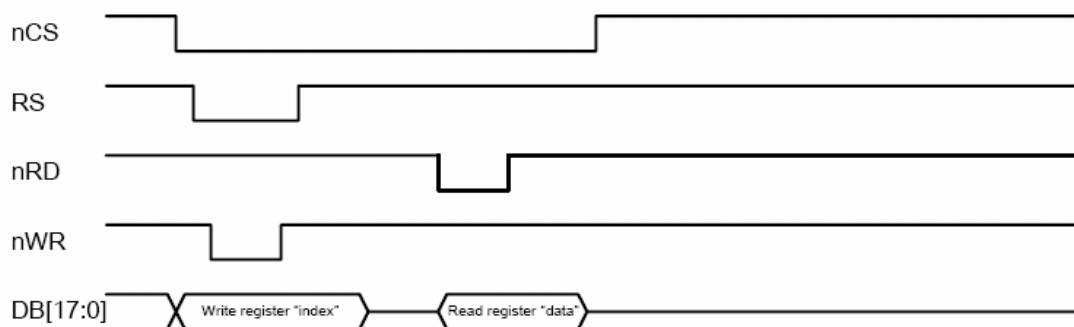 nCS
RS
nRD
nWR
DB[17:0]
Write register "index"
Read register "data"